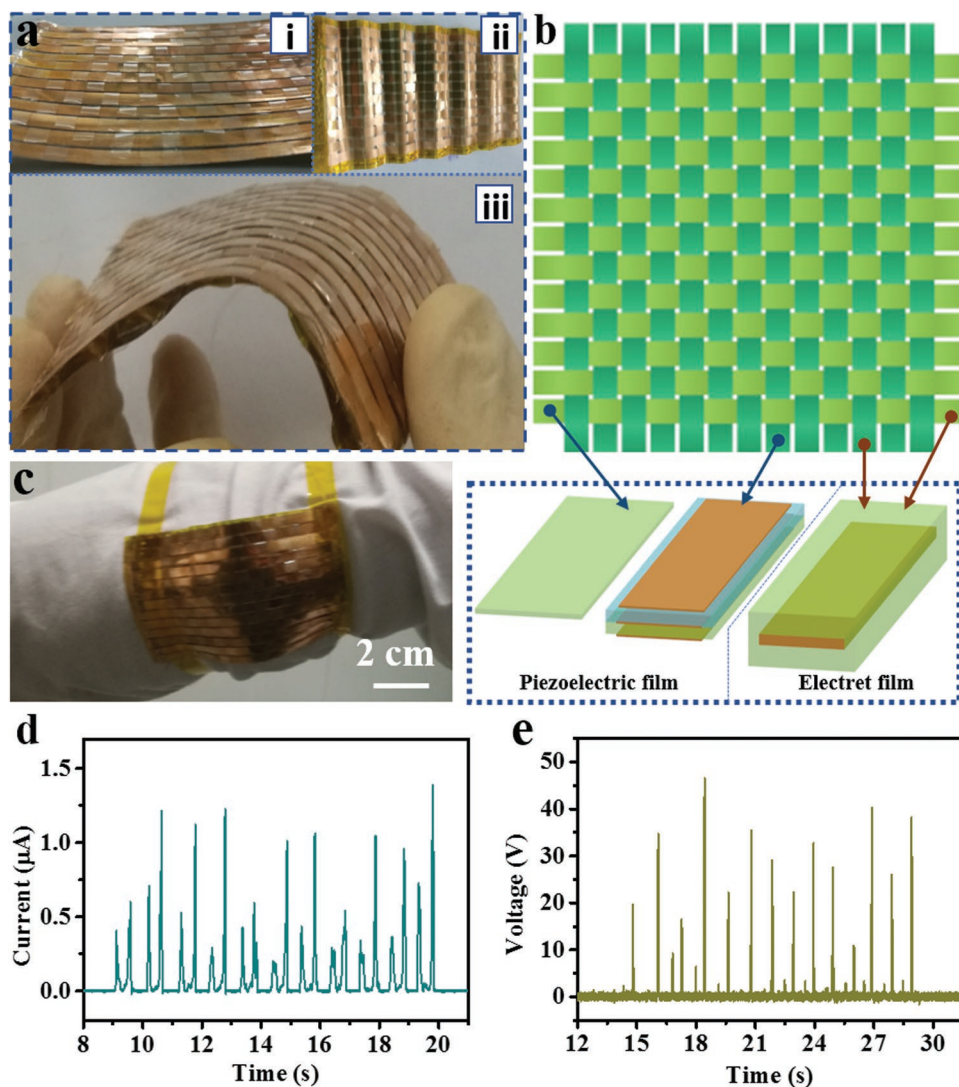 a
i
ii
iii
b
c
2 cm
Piezoelectric film
Electret film
d
Current (μA)
1.5
1.0
0.5
0.0
8 10 12 14 16 18 20
Time (s)
e
Voltage (V)
50
40
30
20
10
0
12 15 18 21 24 27 30
Time (s)